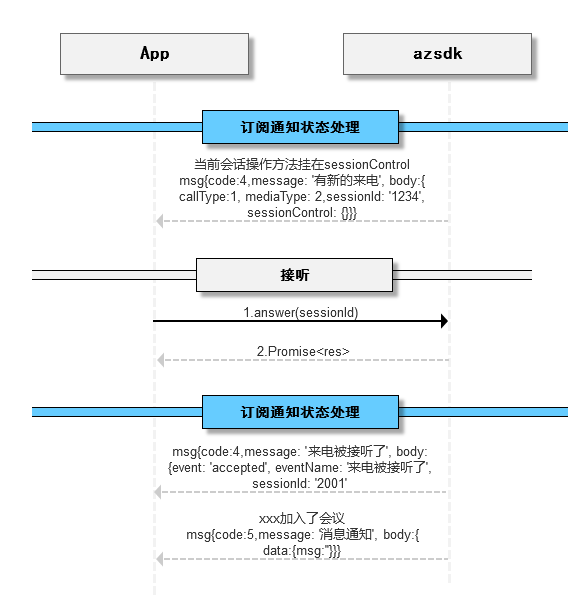 App
azsdk
订阅通知状态处理
当前会话操作方法挂在sessionControl
msg{code:4,message: '有新的来电', body:{
callType:1, mediaType: 2,sessionId: '1234',
sessionControl: {}}}
接听
1.answer(sessionId)
2.Promise<res>
订阅通知状态处理
msg{code:4,message: '来电被接听了', body:
{event: 'accepted', eventName: '来电被接听了',
sessionId: '2001'
xxx加入了会议
msg{code:5,message: '消息通知', body:{
data:{msg:''}}}